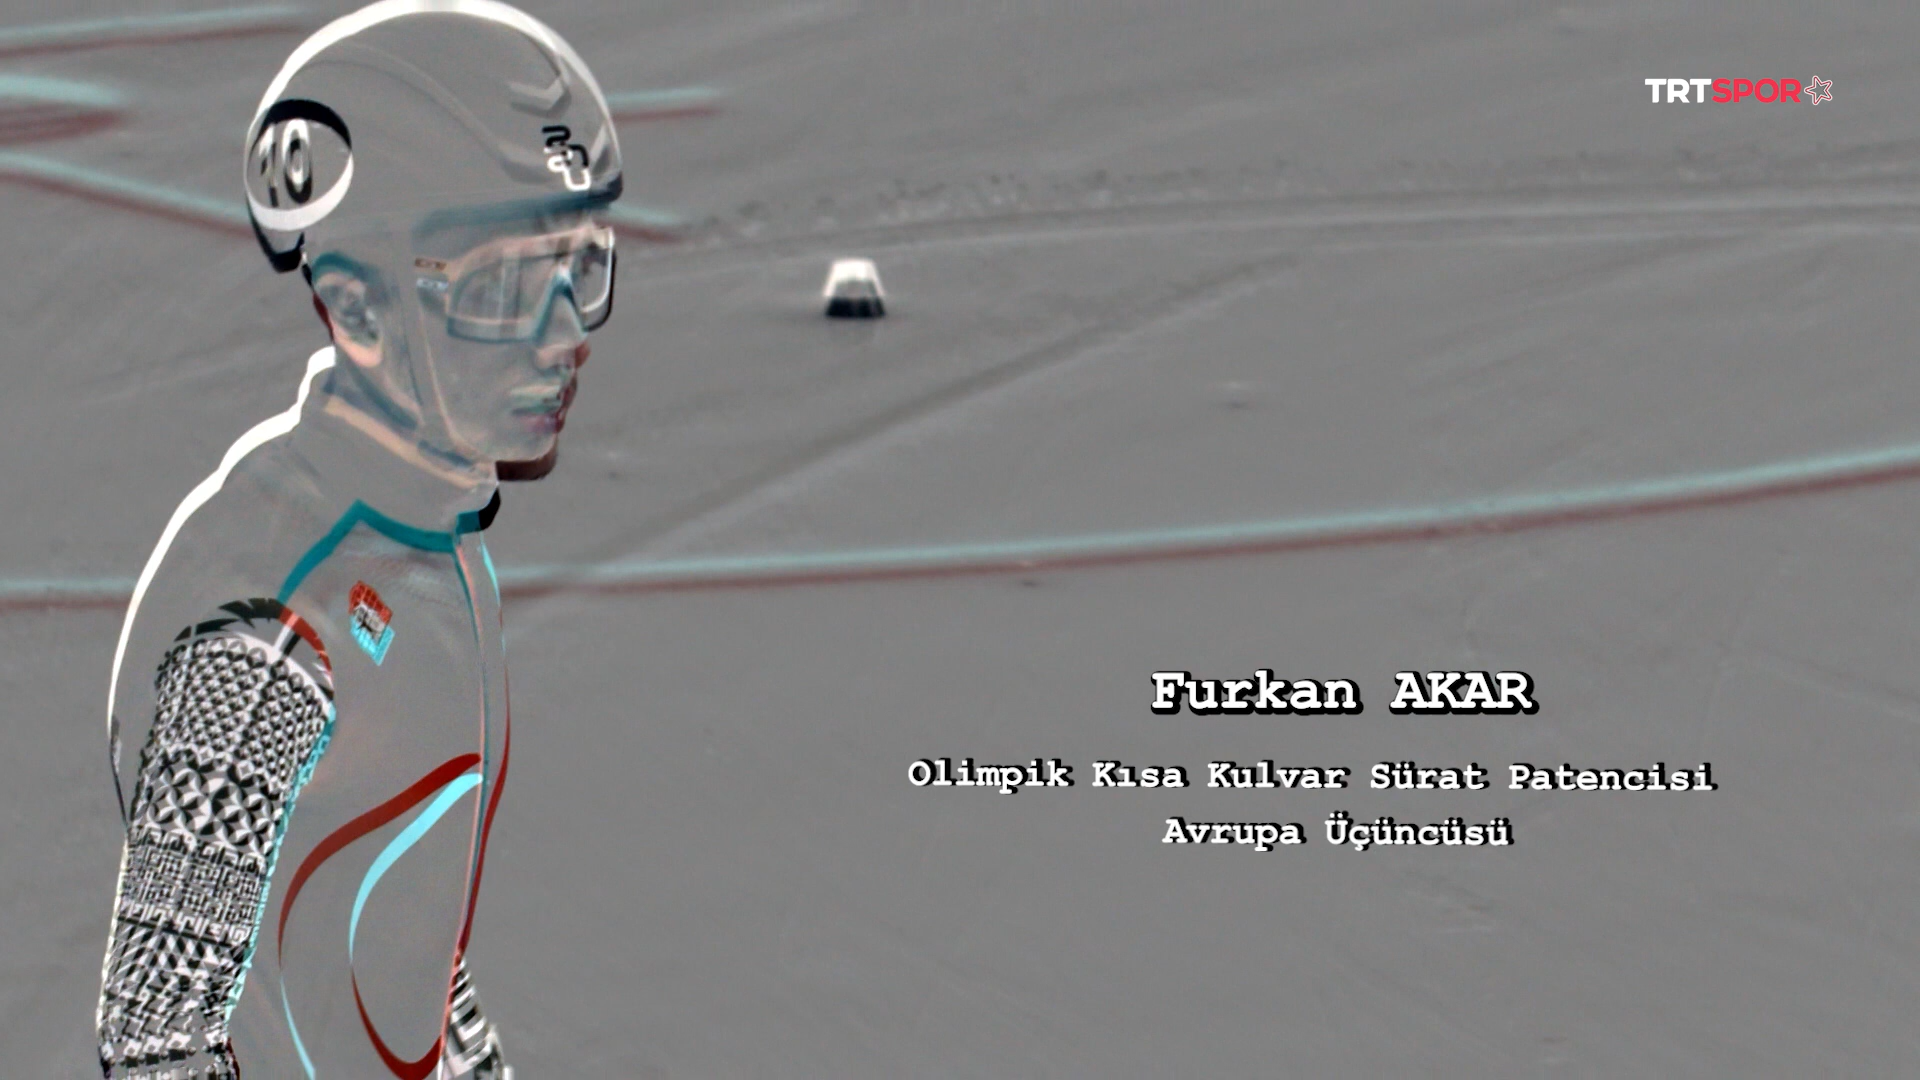 TRTSPOR
10
Furkan AKAR
Olimpik Kısa Kulvar Sürat Patencisi
Avrupa Üçüncüsü